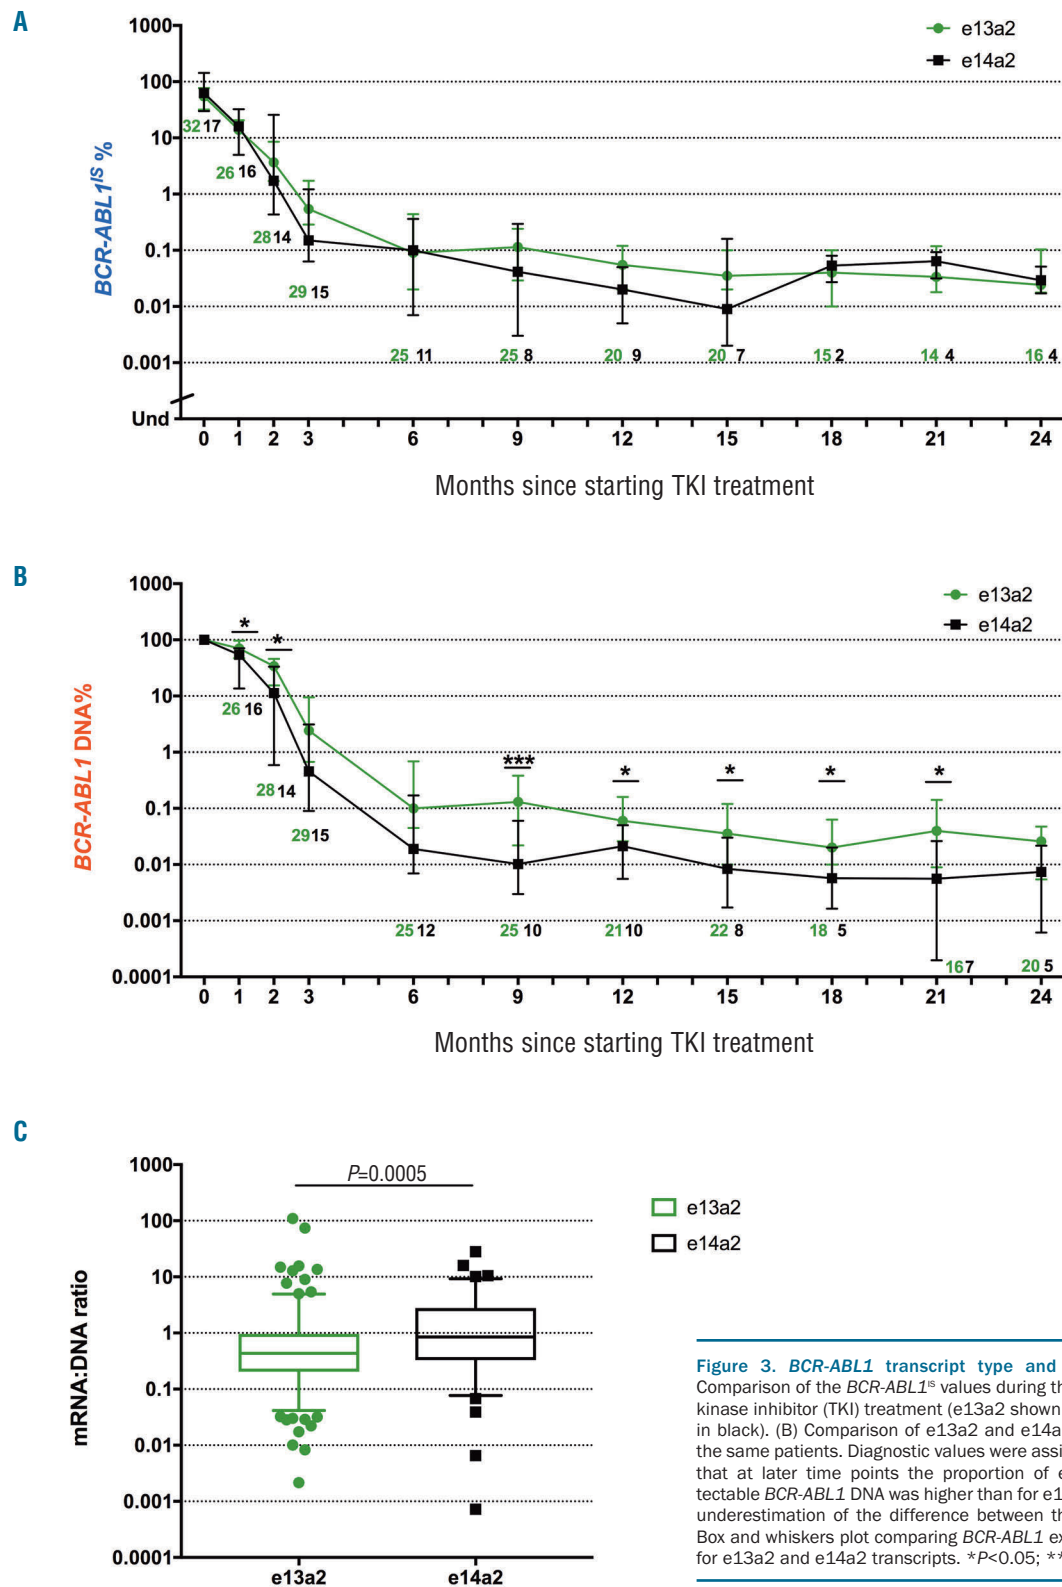 A
1000
100
10
1
0.1
0.01
0.001
Und
BCR-ABL1IS %
e13a2
e14a2
32 17
26 16
28 14
29 15
25 11
25 8
20 9
20 7
15 2
14 4
16 4
0 1 2 3 6 9 12 15 18 21 24
Months since starting TKI treatment
B
1000
100
10
1
0.1
0.01
0.001
0.0001
BCR-ABL1 DNA%
e13a2
e14a2
* * *** * * * *
26 16
28 14
29 15
25 12
25 10
21 10
22 8
18 5
16 7
20 5
0 1 2 3 6 9 12 15 18 21 24
Months since starting TKI treatment
C
1000
100
10
1
0.1
0.01
0.001
0.0001
mRNA:DNA ratio
P=0.0005
e13a2
e14a2
e13a2 e14a2
Figure 3. BCR-ABL1 transcript type and
Comparison of the BCR-ABL1IS values during th
kinase inhibitor (TKI) treatment (e13a2 shown
in black). (B) Comparison of e13a2 and e14a
the same patients. Diagnostic values were assi
that at later time points the proportion of e
tectable BCR-ABL1 DNA was higher than for e1
underestimation of the difference between th
Box and whiskers plot comparing BCR-ABL1 ex
for e13a2 and e14a2 transcripts. *P<0.05; **